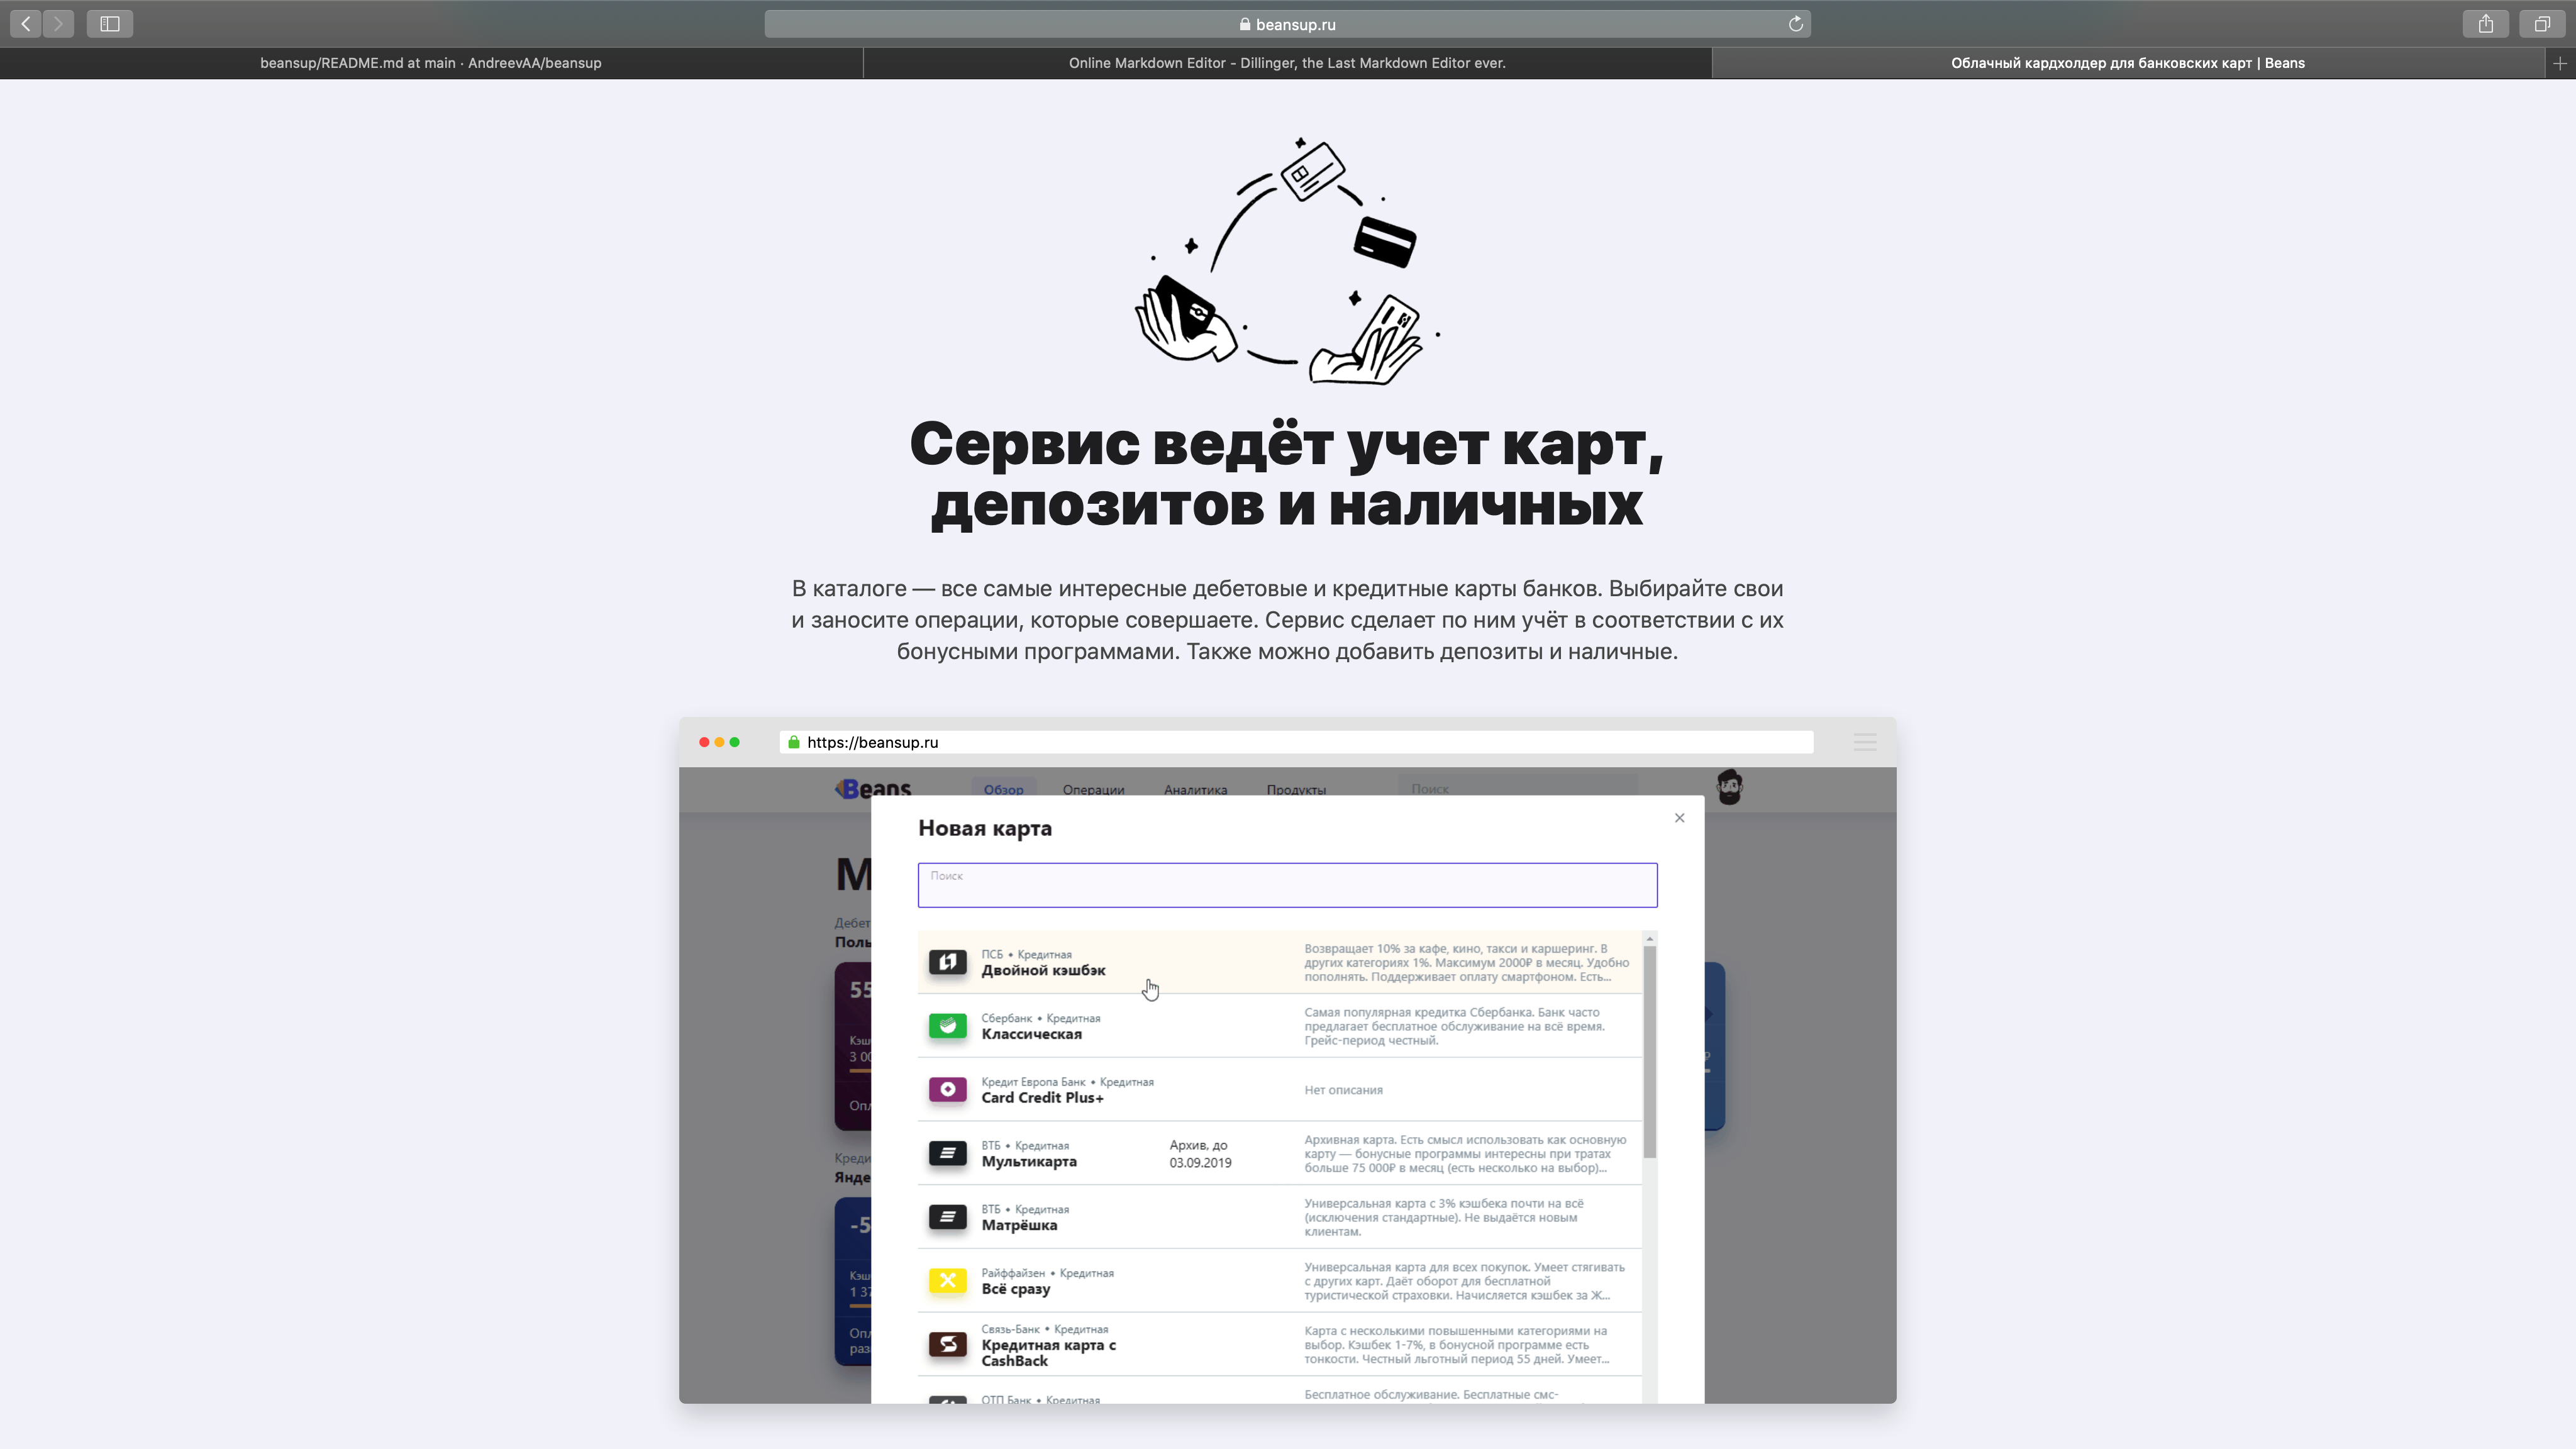 beansup.ru
beansup/README.md at main · AndreevAA/beansup
Online Markdown Editor - Dillinger, the Last Markdown Editor ever.
Облачный кардхолдер для банковских карт | Beans
Сервис ведёт учет карт,
депозитов и наличных
В каталоге — все самые интересные дебетовые и кредитные карты банков. Выбирайте свои
и заносите операции, которые совершаете. Сервис сделает по ним учёт в соответствии с их
бонусными программами. Также можно добавить депозиты и наличные.
https://beansup.ru
Beans
Обзор
Операции
Аналитика
Продукты
Поиск
Новая карта
Поиск
ПСБ • Кредитная
Двойной кэшбэк
Возвращает 10% за кафе, кино, такси и каршеринг. В
других категориях 1%. Максимум 2000₽ в месяц. Удобно
пополнять. Поддерживает оплату смартфоном. Есть...
Сбербанк • Кредитная
Классическая
Самая популярная кредитка Сбербанка. Банк часто
предлагает бесплатное обслуживание на всё время.
Грейс-период честный.
Кредит Европа Банк • Кредитная
Card Credit Plus+
Нет описания
ВТБ • Кредитная
Мультикарта
Архив, до
03.09.2019
Архивная карта. Есть смысл использовать как основную
карту — бонусные программы интересны при тратах
больше 75 000₽ в месяц (есть несколько на выбор)...
ВТБ • Кредитная
Матрёшка
Универсальная карта с 3% кэшбека почти на всё
(исключения стандартные). Не выдаётся новым
клиентам.
Райффайзен • Кредитная
Всё сразу
Универсальная карта для всех покупок. Умеет стягивать
с других карт. Даёт оборот для бесплатной
туристической страховки. Начисляется кэшбек за Ж...
Связь-Банк • Кредитная
Кредитная карта с
CashBack
Карта с несколькими повышенными категориями на
выбор. Кэшбек 1-7%, в бонусной программе есть
тонкости. Честный льготный период 55 дней. Умеет...
ОТП Банк • Кредитная
Бесплатное обслуживание. Бесплатные смс-